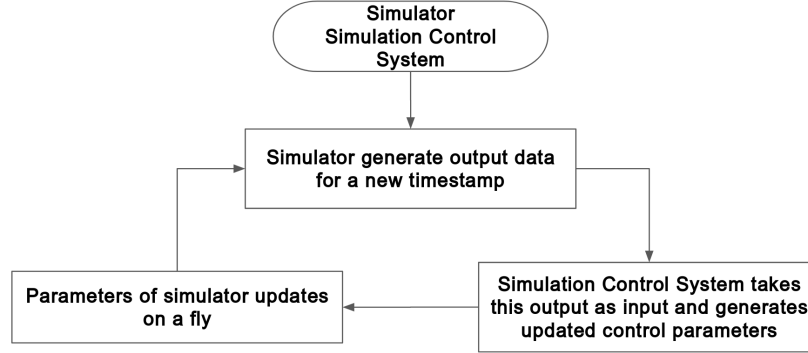 Simulator
Simulation Control
System
Simulator generate output data
for a new timestamp
Parameters of simulator updates
on a fly
Simulation Control System takes
this output as input and generates
updated control parameters